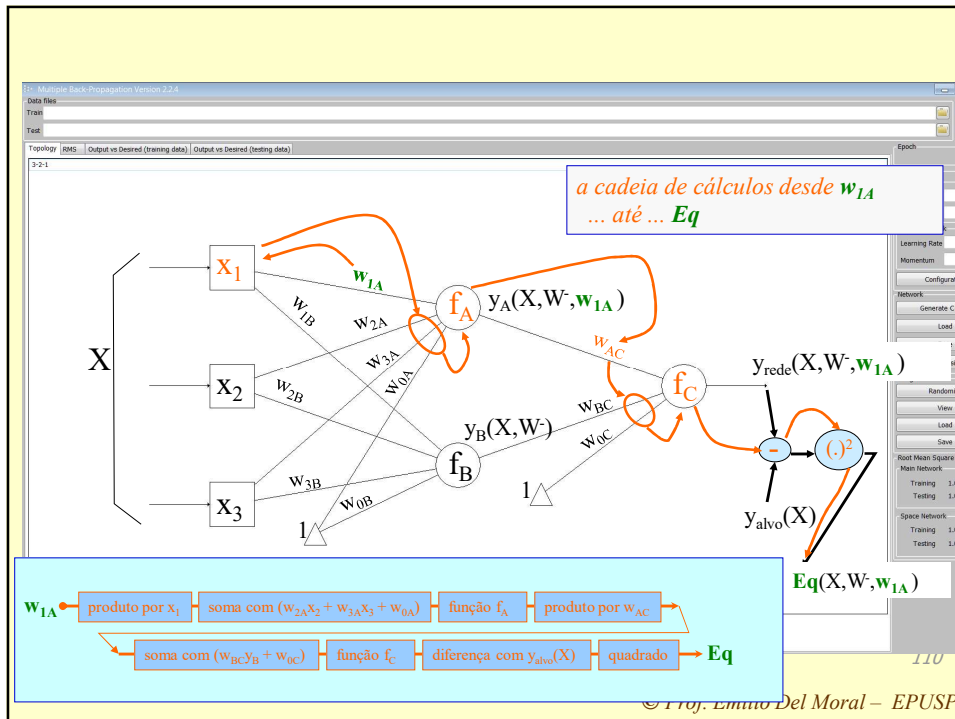 Multiple Back-Propagation Version 2.2.4
Data files
Train
Test
Topology RMS Output vs Desired (training data) Output vs Desired (testing data)
Epoch
3-2-1
a cadeia de cálculos desde w1A
... até ... Eq
Learning Rate
Momentum
Network
Load
View
Load
Save
Root Mean Square
Main Network
Training 1.
Testing 1.
Space Network
Training 1.
Testing 1.
X
x1
x2
x3
w1A
w1B
w2A
w3A
w0A
w2B
w3B
w0B
1
fA
yA(X,W-,w1A)
fB
yB(X,W-)
wAC
wBC
w0C
1
fC
yrede(X,W-,w1A)
-
(.)²
yalvo(X)
Eq(X,W-,w1A)
w1A produto por x1 soma com (w2Ax2 + w3Ax3 + w0A) função fA produto por wAC
soma com (wBCyB + w0C) função fC diferença com yalvo(X) quadrado Eq
110
© Prof. Emilio Del Moral – EPUSP